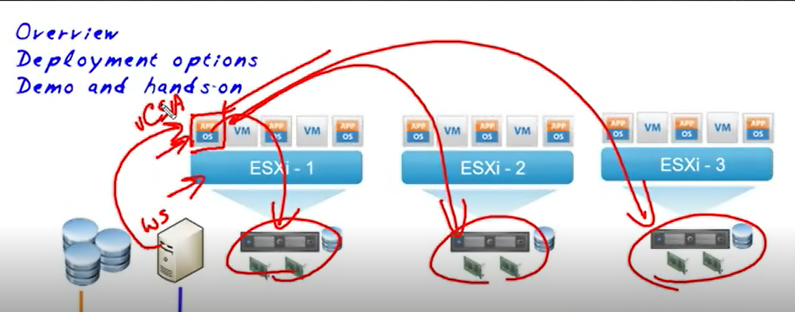 Overview
Deployment options
Demo and hands-on
vCSA
APP OS VM APP OS VM APP OS
APP OS VM APP OS VM APP OS
APP OS VM APP OS VM APP OS
ESXi - 1
ESXi - 2
ESXi - 3
WS